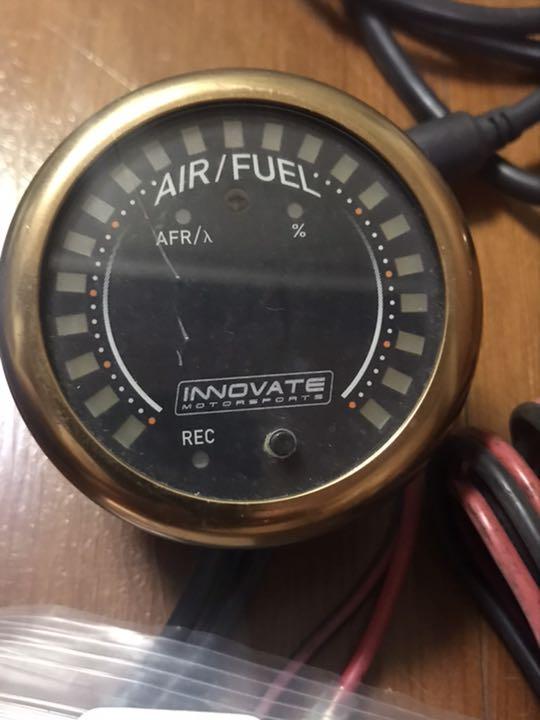 AIR/FUEL
AFR/λ %
INNOVATE
MOTORSPORTS
REC